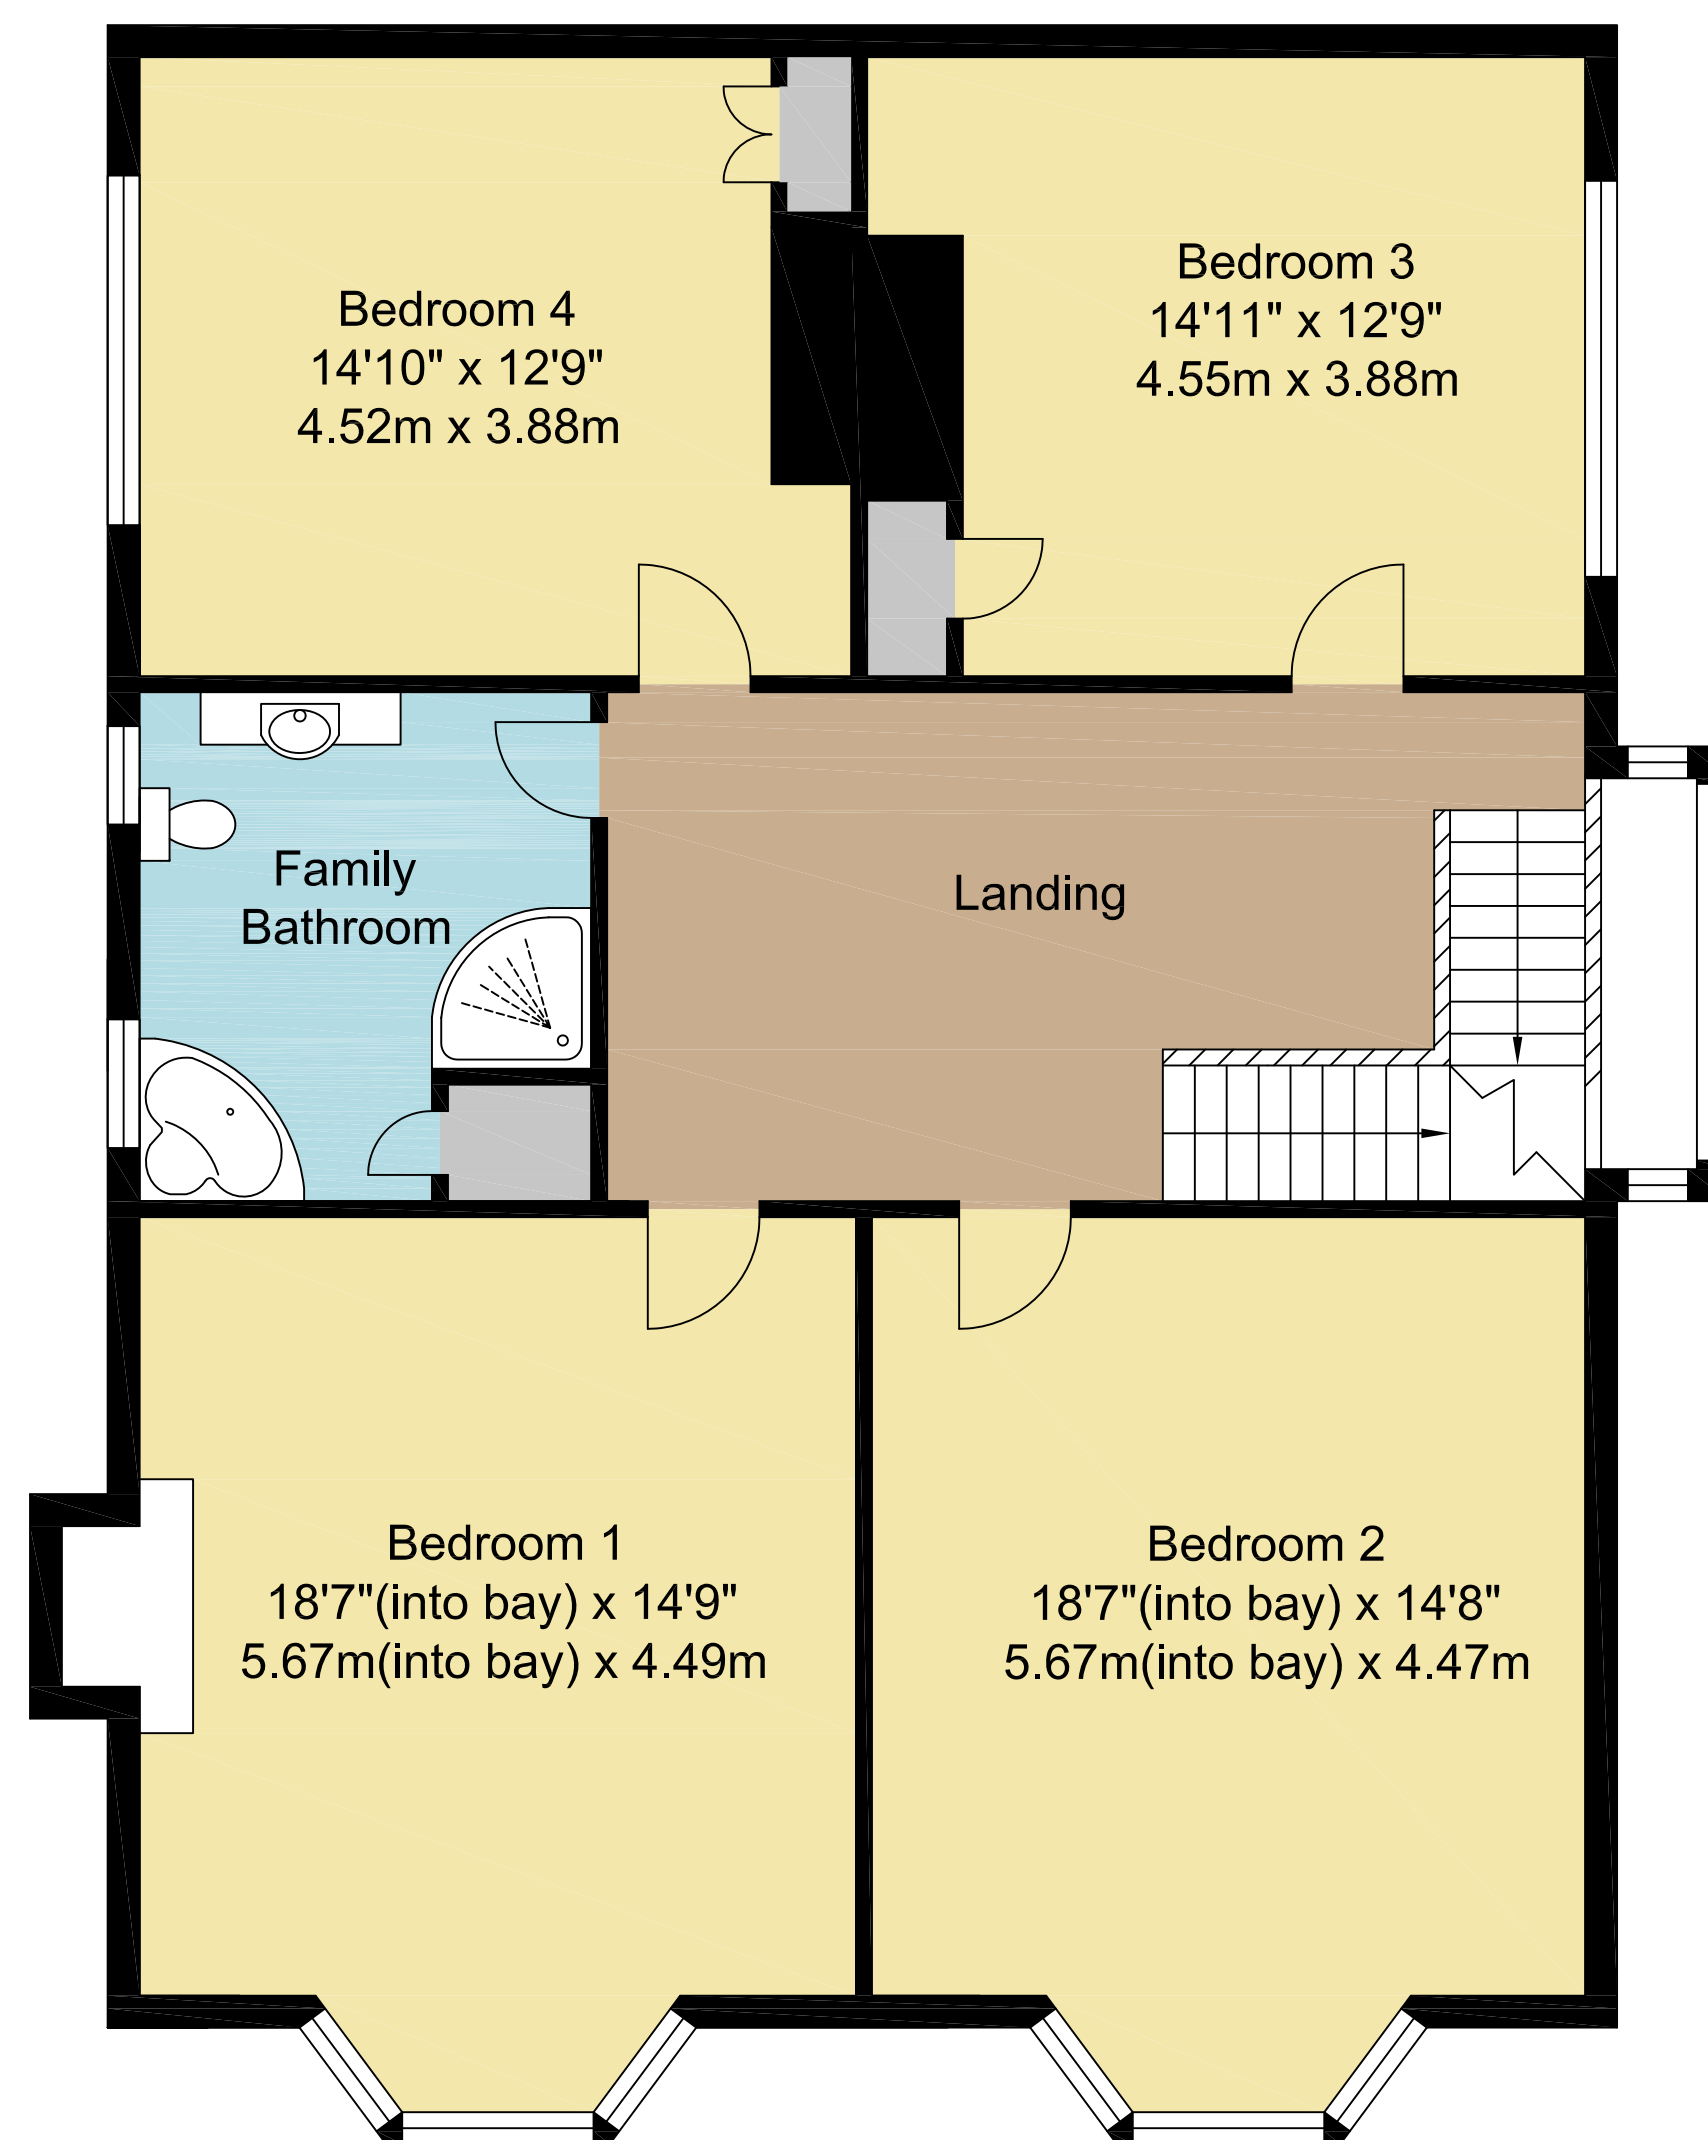 Bedroom 4
14'10" x 12'9"
4.52m x 3.88m
Bedroom 3
14'11" x 12'9"
4.55m x 3.88m
Family
Bathroom
Landing
Bedroom 1
18'7"(into bay) x 14'9"
5.67m(into bay) x 4.49m
Bedroom 2
18'7"(into bay) x 14'8"
5.67m(into bay) x 4.47m